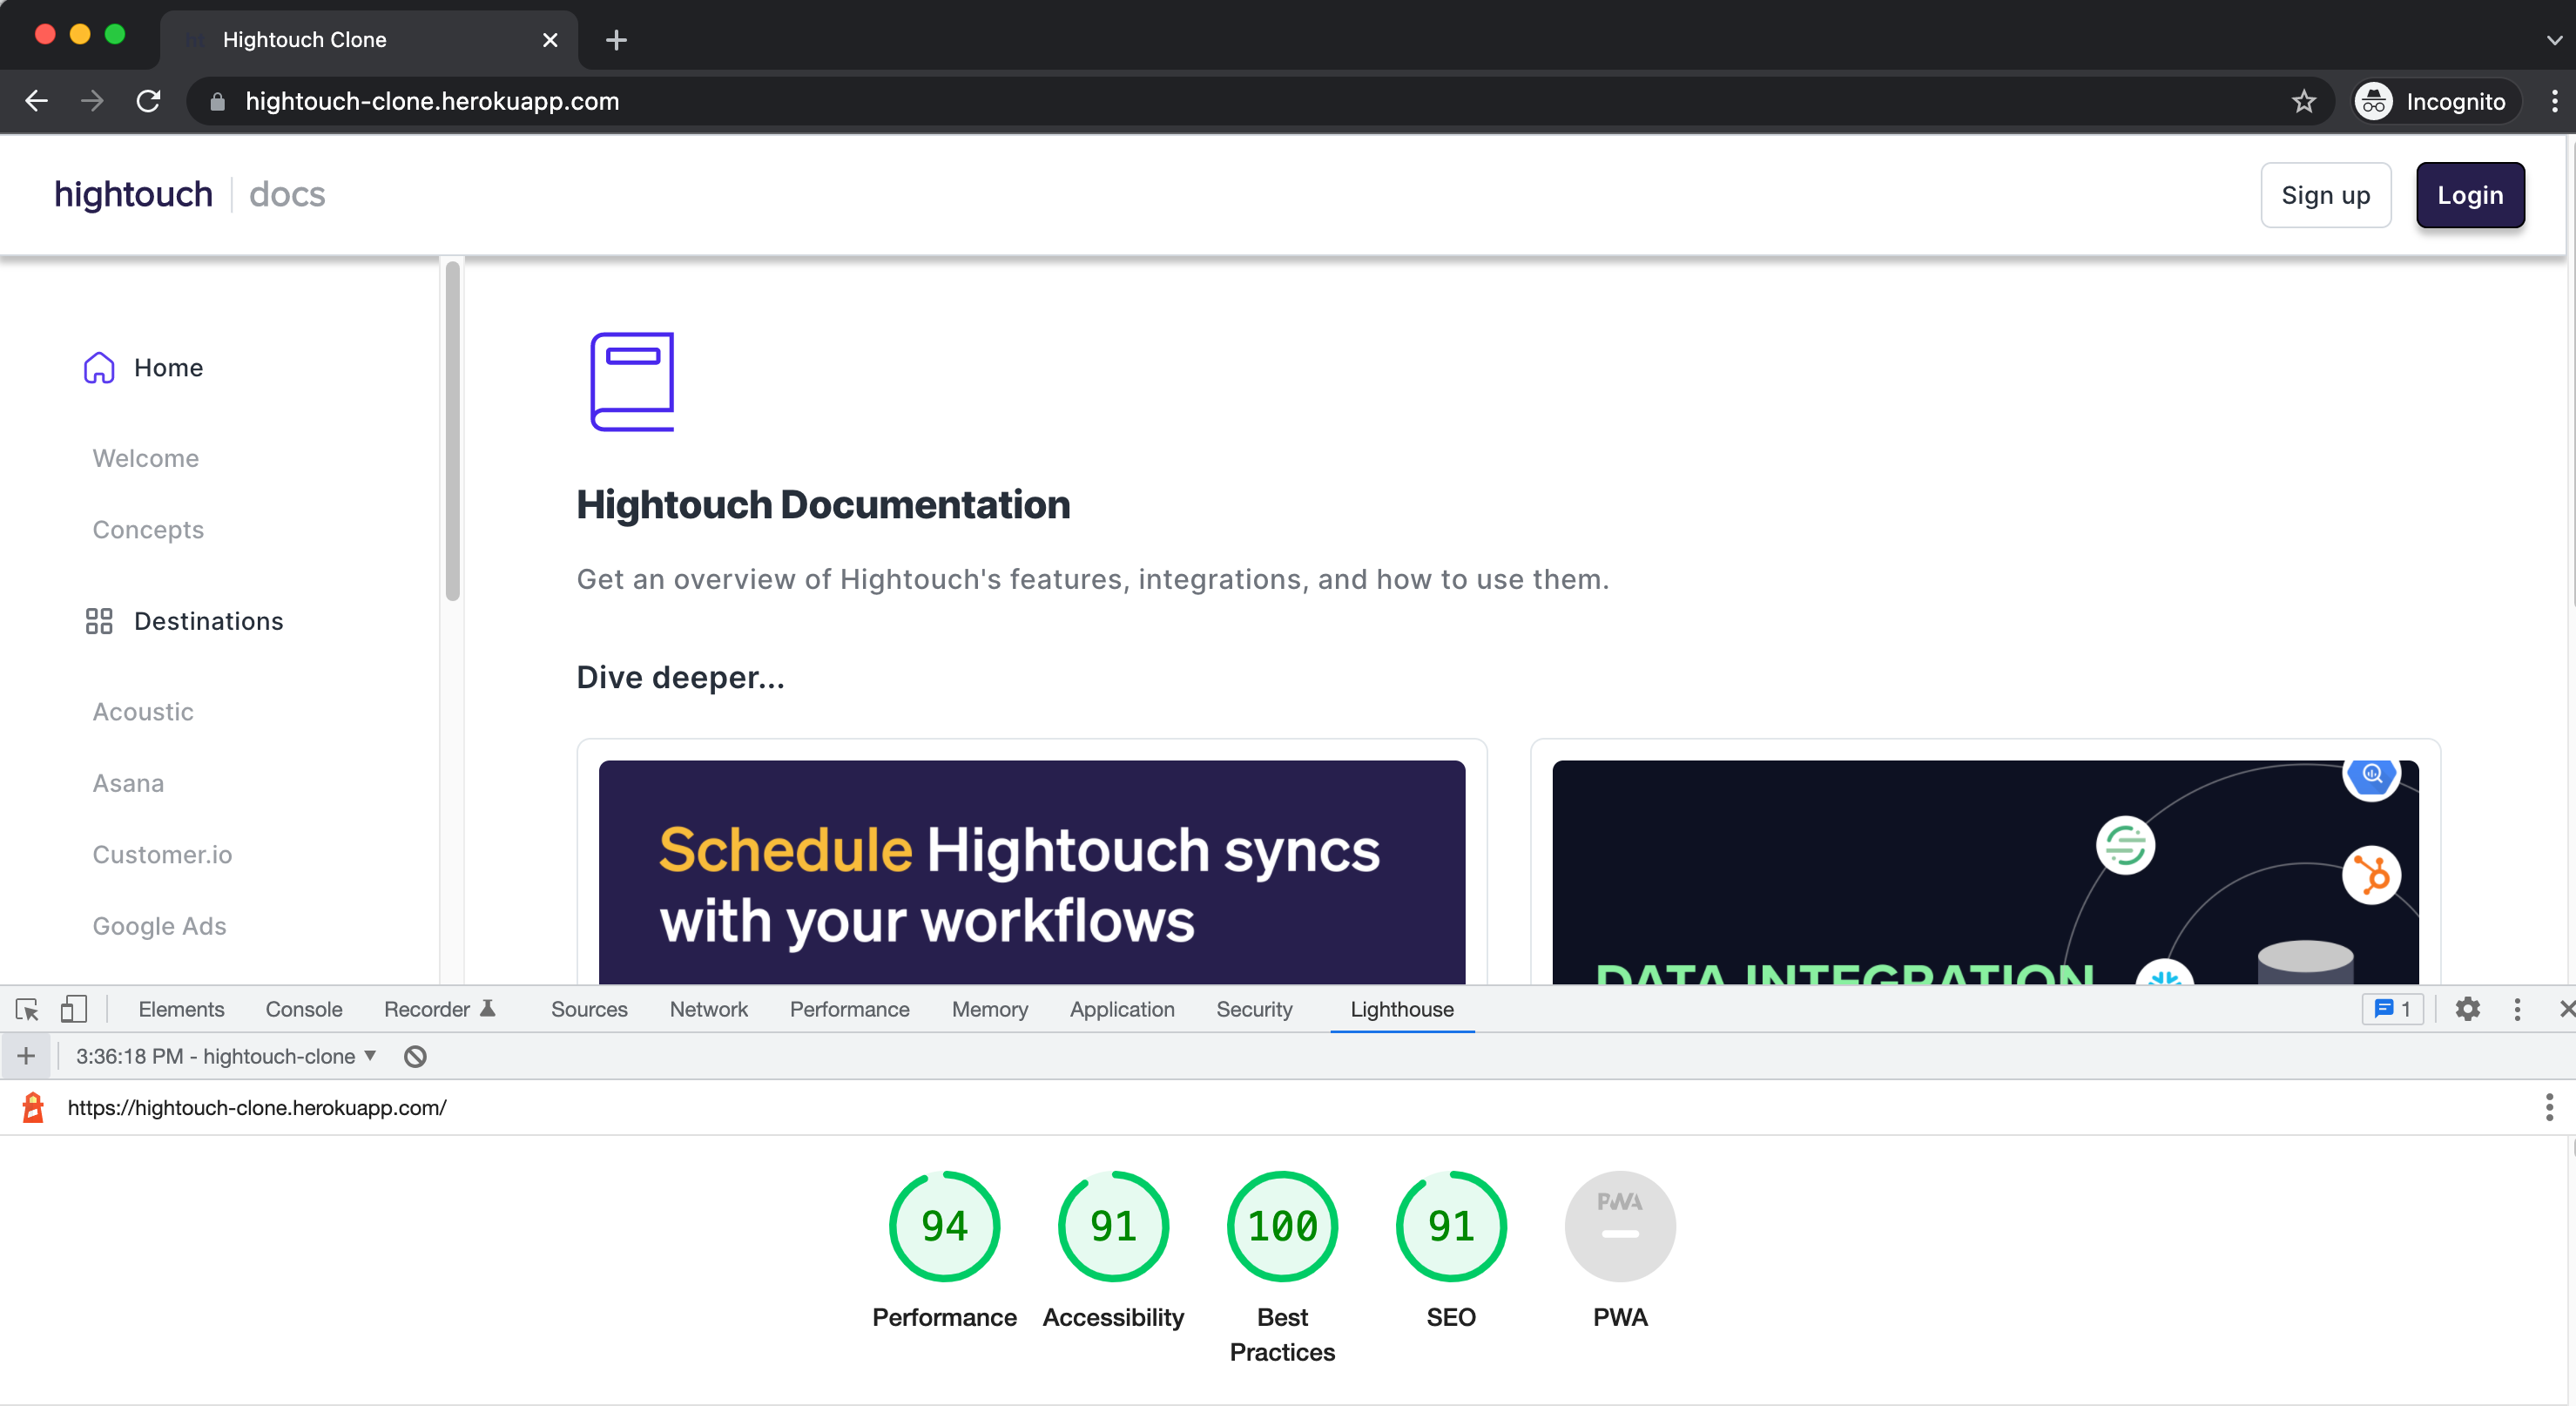 Hightouch Clone
hightouch-clone.herokuapp.com
Incognito
hightouch docs
Sign up
Login
Home
Welcome
Concepts
Destinations
Acoustic
Asana
Customer.io
Google Ads
Hightouch Documentation
Get an overview of Hightouch's features, integrations, and how to use them.
Dive deeper...
Schedule Hightouch syncs
with your workflows
DATA INTEGRATION
Elements Console Recorder Sources Network Performance Memory Application Security Lighthouse 1
3:36:18 PM - hightouch-clone
https://hightouch-clone.herokuapp.com/
94 91 100 91 PWA
Performance Accessibility Best SEO PWA
Practices